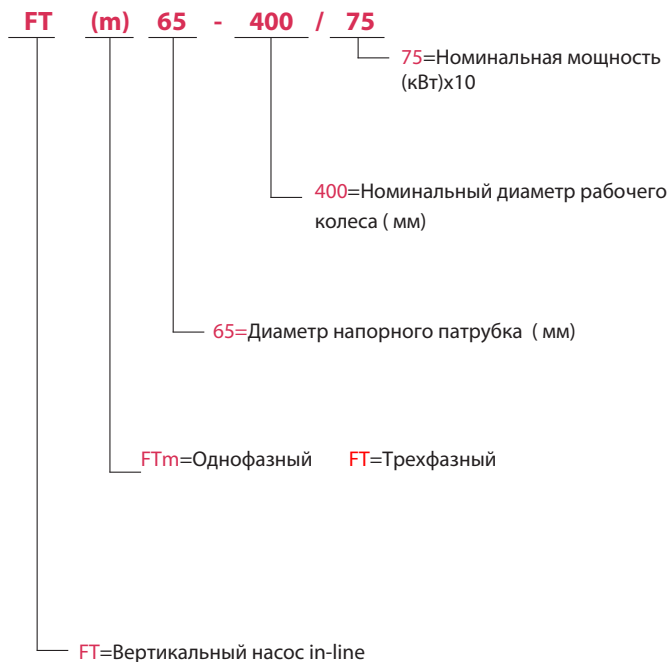 FT (m) 65 - 400 / 75
75=Номинальная мощность
(кВт)х10
400=Номинальный диаметр рабочего
колеса ( мм)
65=Диаметр напорного патрубка ( мм)
FTm=Однофазный FT=Трехфазный
FT=Вертикальный насос in-line